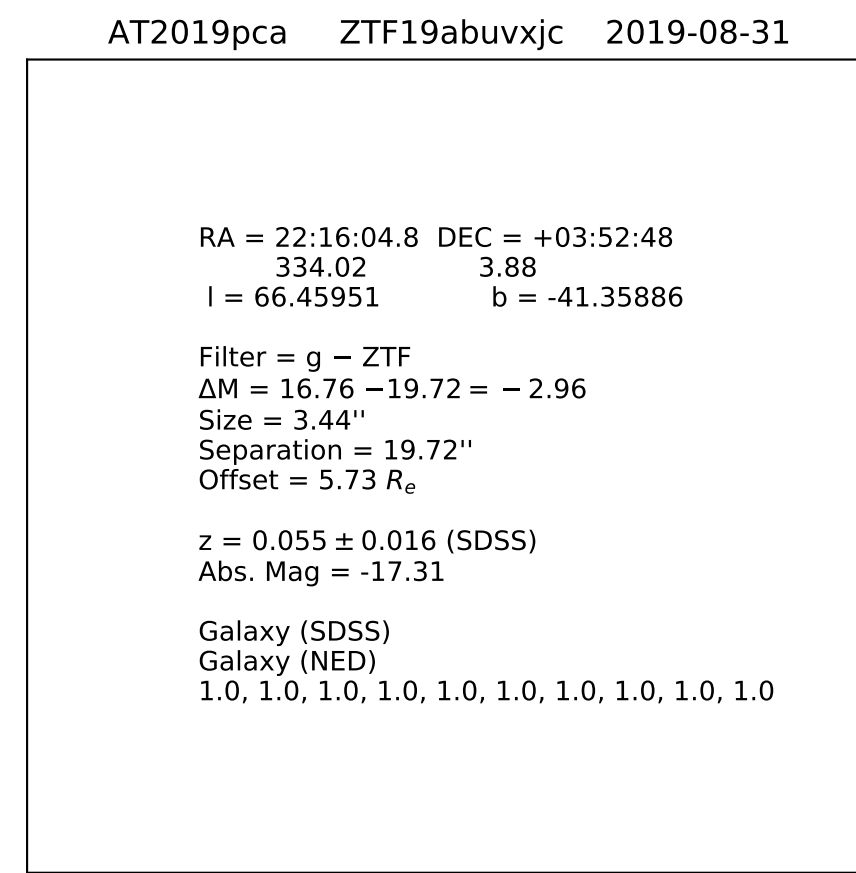 AT2019pca ZTF19abuvxjc 2019-08-31
RA = 22:16:04.8 DEC = +03:52:48
334.02 3.88
l = 66.45951 b = -41.35886
Filter = g − ZTF
ΔM = 16.76 −19.72 = − 2.96
Size = 3.44''
Separation = 19.72''
Offset = 5.73 Re
z = 0.055 ± 0.016 (SDSS)
Abs. Mag = -17.31
Galaxy (SDSS)
Galaxy (NED)
1.0, 1.0, 1.0, 1.0, 1.0, 1.0, 1.0, 1.0, 1.0, 1.0